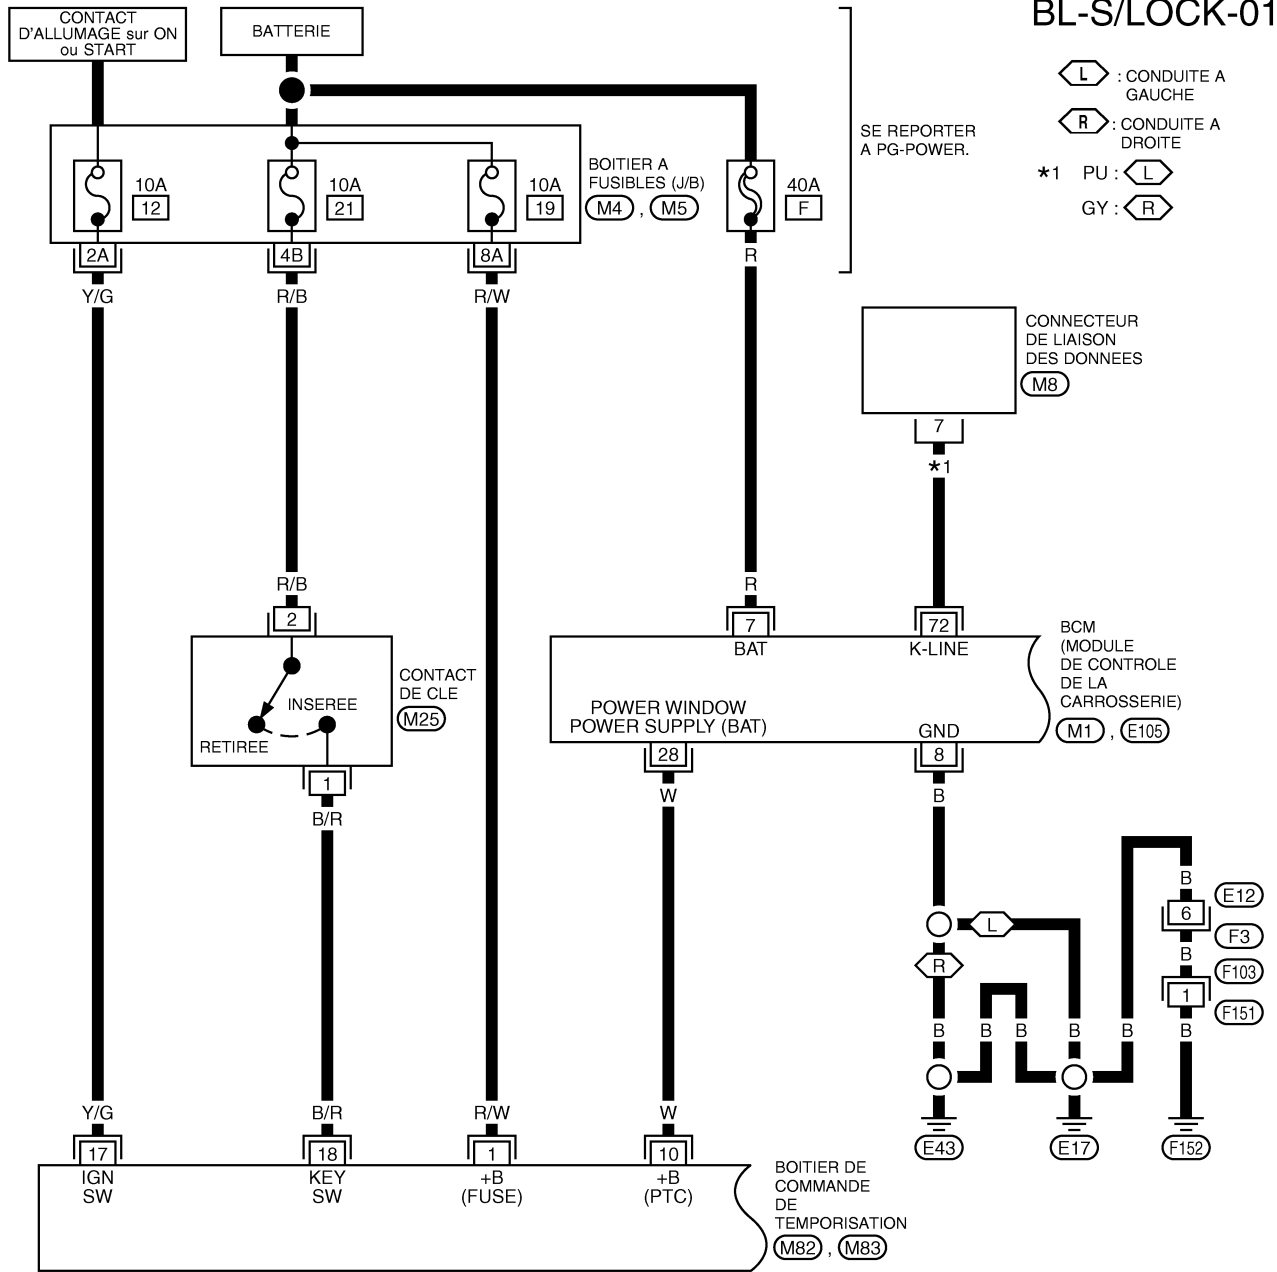 BL-S/LOCK-01
CONTACT
D'ALLUMAGE sur ON
ou START
BATTERIE
L : CONDUITE A
GAUCHE
R : CONDUITE A
DROITE
*1 PU : L
GY : R
SE REPORTER
A PG-POWER.
BOITIER A
FUSIBLES (J/B)
M4 , M5
10A
12
10A
21
10A
19
40A
F
2A
4B
8A
Y/G
R/B
R/W
R
CONNECTEUR
DE LIAISON
DES DONNEES
M8
7
*1
R/B
R
2
7
72
BAT
K-LINE
BCM
(MODULE
DE CONTROLE
DE LA
CARROSSERIE)
M1 , E105
CONTACT
DE CLE
M25
INSEREE
RETIREE
POWER WINDOW
POWER SUPPLY (BAT)
GND
1
28
8
B/R
W
B
L
R
B
6
B
1
B
E12
F3
F103
F151
B
B
B
B
B
E43
E17
F152
Y/G
B/R
R/W
W
17
18
1
10
IGN
SW
KEY
SW
+B
(FUSE)
+B
(PTC)
BOITIER DE
COMMANDE
DE
TEMPORISATION
M82 , M83